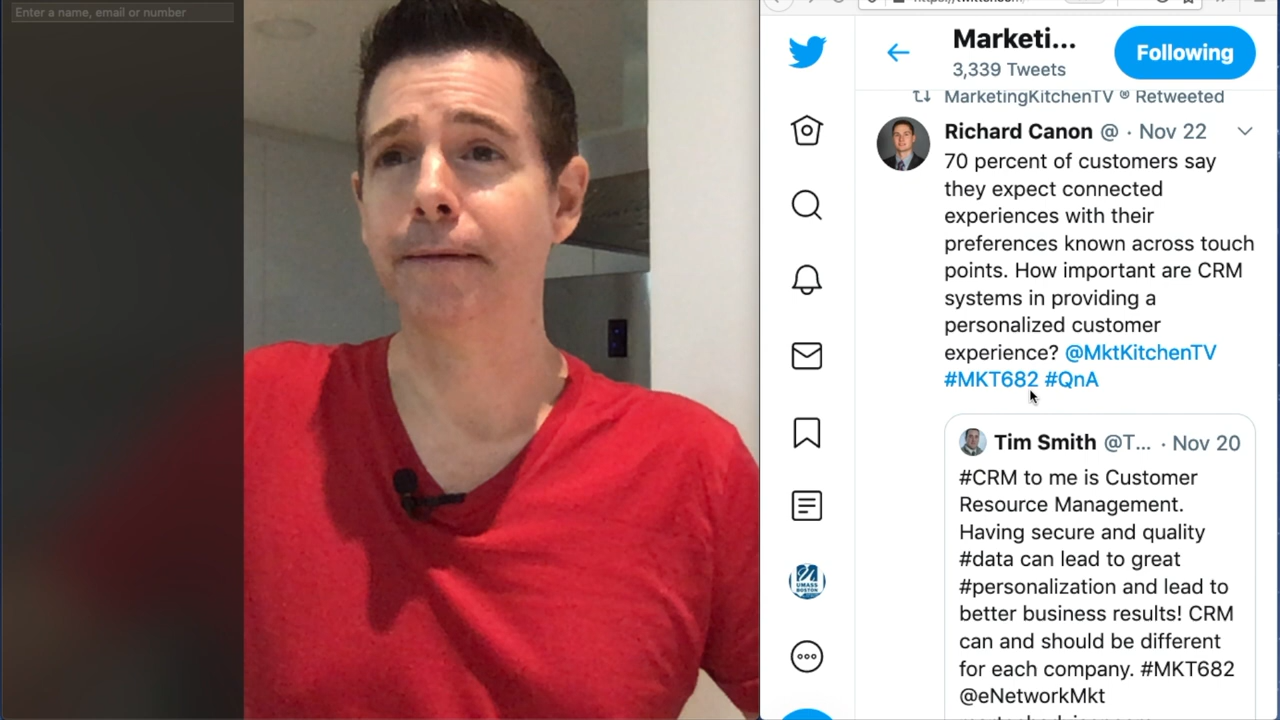 Enter a name, email or number
Marketi...
3,339 Tweets
Following
MarketingKitchenTV ® Retweeted
Richard Canon @ · Nov 22
70 percent of customers say
they expect connected
experiences with their
preferences known across touch
points. How important are CRM
systems in providing a
personalized customer
experience? @MktKitchenTV
#MKT682 #QnA
Tim Smith @T... · Nov 20
#CRM to me is Customer
Resource Management.
Having secure and quality
#data can lead to great
#personalization and lead to
better business results! CRM
can and should be different
for each company. #MKT682
@eNetworkMkt
UMASS
BOSTON